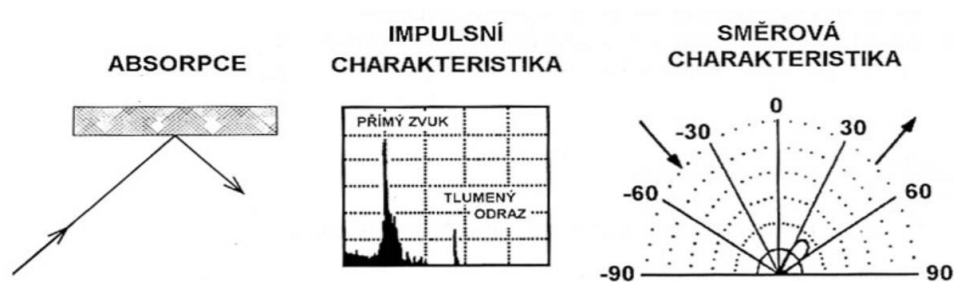 ABSORPCE
IMPULSNÍ
CHARAKTERISTIKA
PŘÍMÝ ZVUK
TLUMENÝ
ODRAZ
SMĚROVÁ
CHARAKTERISTIKA
0
-30
30
-60
60
-90
90